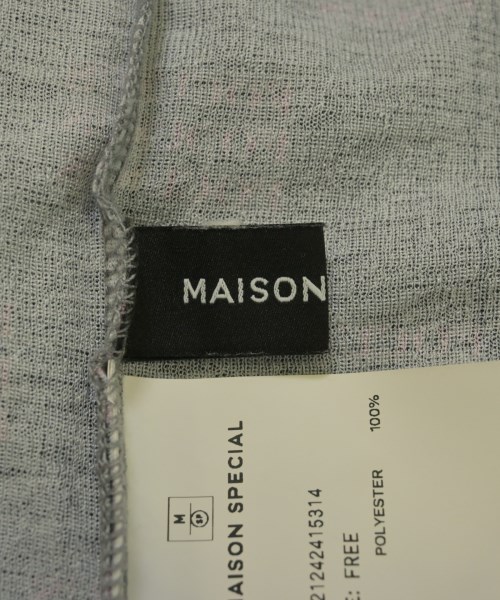 MAISON
M
SP
MAISON SPECIAL
21242415314
E: FREE
POLYESTER 100%